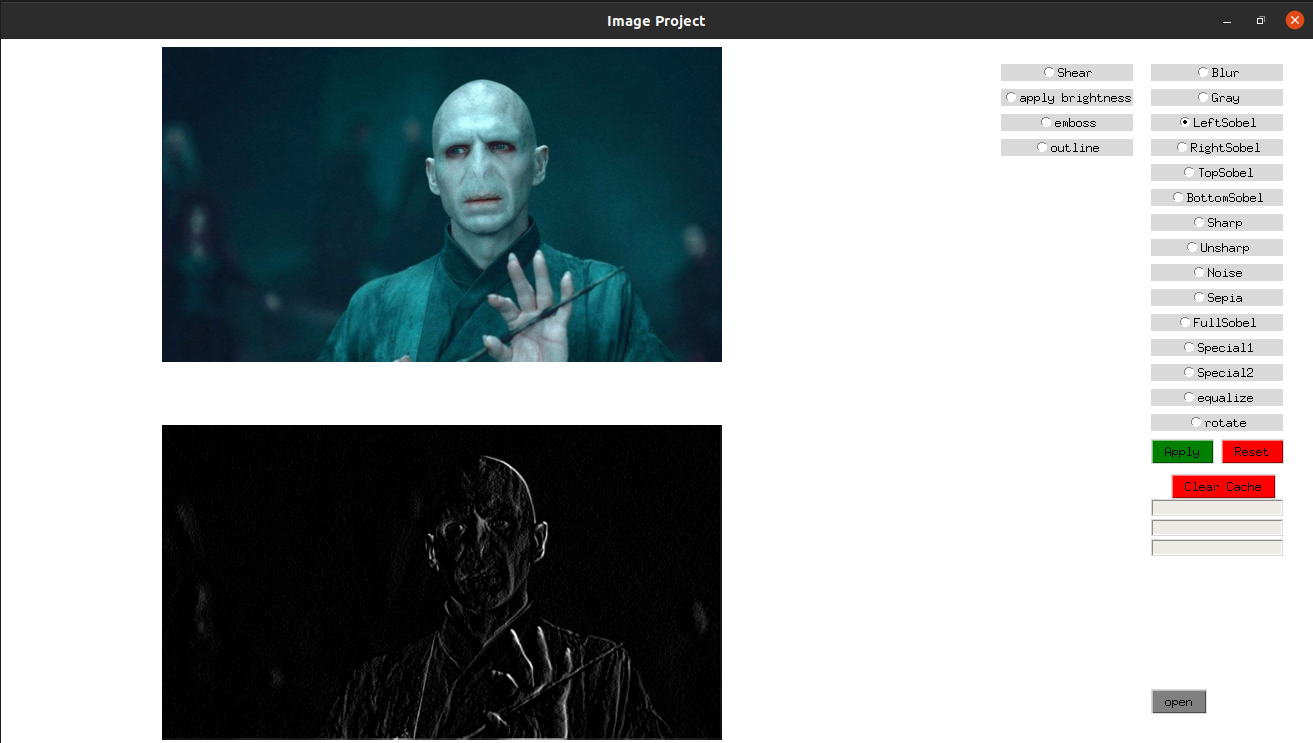 Image Project
Shear
apply brightness
emboss
outline
Blur
Gray
LeftSobel
RightSobel
TopSobel
BottomSobel
Sharp
Unsharp
Noise
Sepia
FullSobel
Special1
Special2
equalize
rotate
Apply Reset
Clear Cache
open